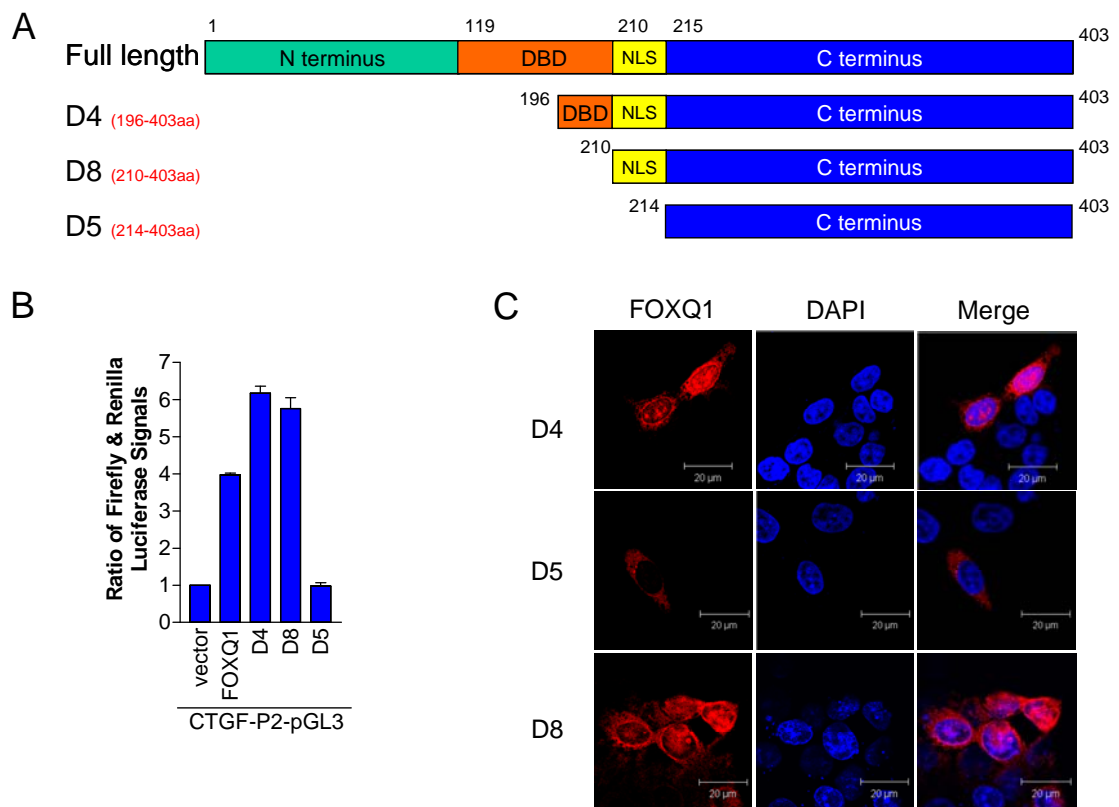 A
1 119 210 215 403
Full length N terminus DBD NLS C terminus
D4 (196-403aa) 196 DBD NLS C terminus 403
D8 (210-403aa) 210 NLS C terminus 403
D5 (214-403aa) 214 C terminus 403
B
Ratio of Firefly & Renilla
Luciferase Signals
7
6
5
4
3
2
1
0
vector
FOXQ1
D4
D8
D5
CTGF-P2-pGL3
C
FOXQ1 DAPI Merge
D4
20 µm 20 µm 20 µm
D5
20 µm 20 µm 20 µm
D8
20 µm 20 µm 20 µm